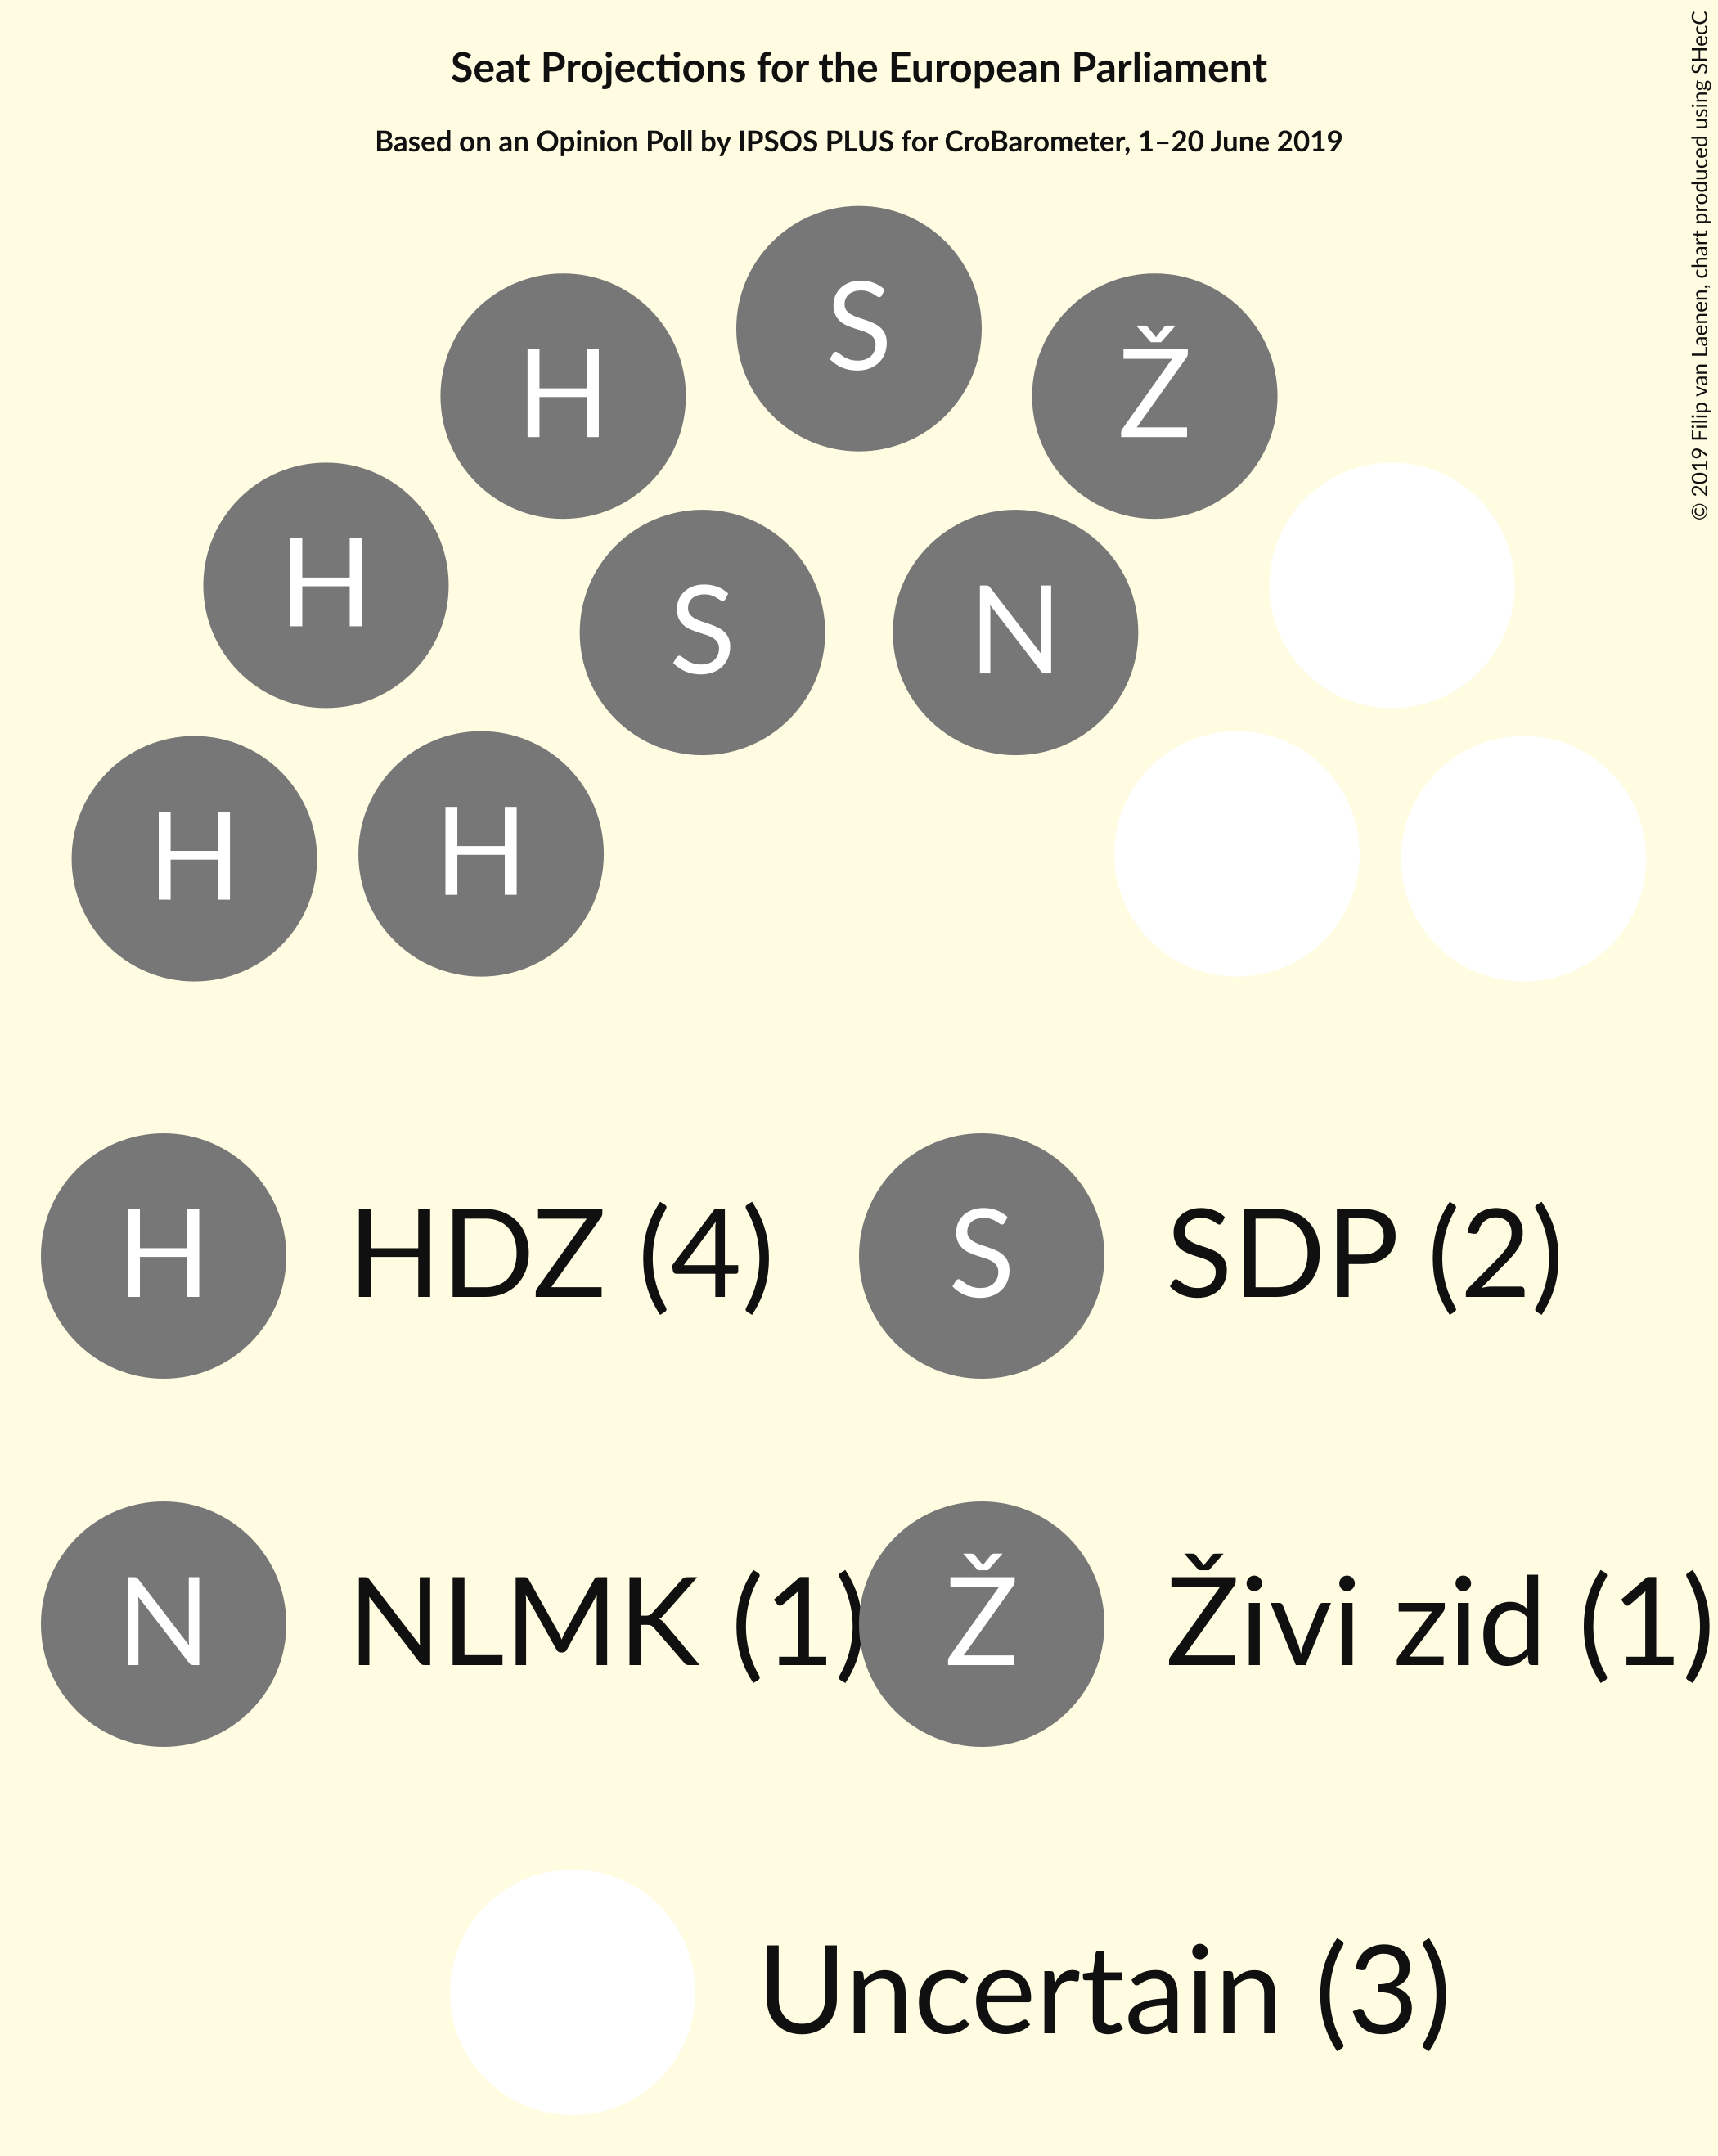 Seat Projections for the European Parliament
Based on an Opinion Poll by IPSOS PLUS for CroBarometer, 1–20 June 2019
© 2019 Filip van Laenen, chart produced using SHecC
S
H
Ž
H
S
N
H
H
H HDZ (4)
S SDP (2)
N NLMK (1)
Ž Živi zid (1)
Uncertain (3)